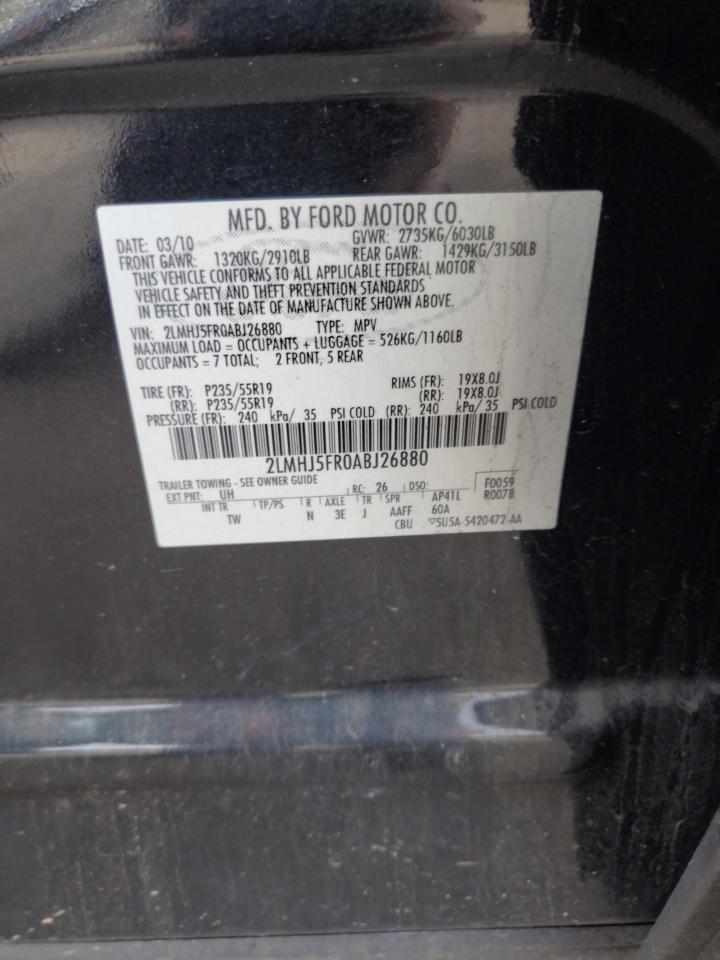 MFD. BY FORD MOTOR CO.
DATE: 03/10 GVWR: 2735KG/6030LB
FRONT GAWR: 1320KG/2910LB REAR GAWR: 1429KG/3150LB
THIS VEHICLE CONFORMS TO ALL APPLICABLE FEDERAL MOTOR
VEHICLE SAFETY AND THEFT PREVENTION STANDARDS
IN EFFECT ON THE DATE OF MANUFACTURE SHOWN ABOVE.
VIN: 2LMHJ5FR0ABJ26880 TYPE: MPV
MAXIMUM LOAD = OCCUPANTS + LUGGAGE = 526KG/1160LB
OCCUPANTS = 7 TOTAL; 2 FRONT, 5 REAR
TIRE (FR): P235/55R19 RIMS (FR): 19X8.0J
(RR): P235/55R19 (RR): 19X8.0J
PRESSURE (FR): 240 kPa/ 35 PSI COLD (RR): 240 kPa/ 35 PSI COLD
2LMHJ5FR0ABJ26880
TRAILER TOWING - SEE OWNER GUIDE
EXT PNT: UH RC: 26 DSO: F0059
INT TR TP/PS R AXLE TR SPR AP41L R0078
TW N 3E J AAFF 60A
CBU ▽5U5A-5420472-AA